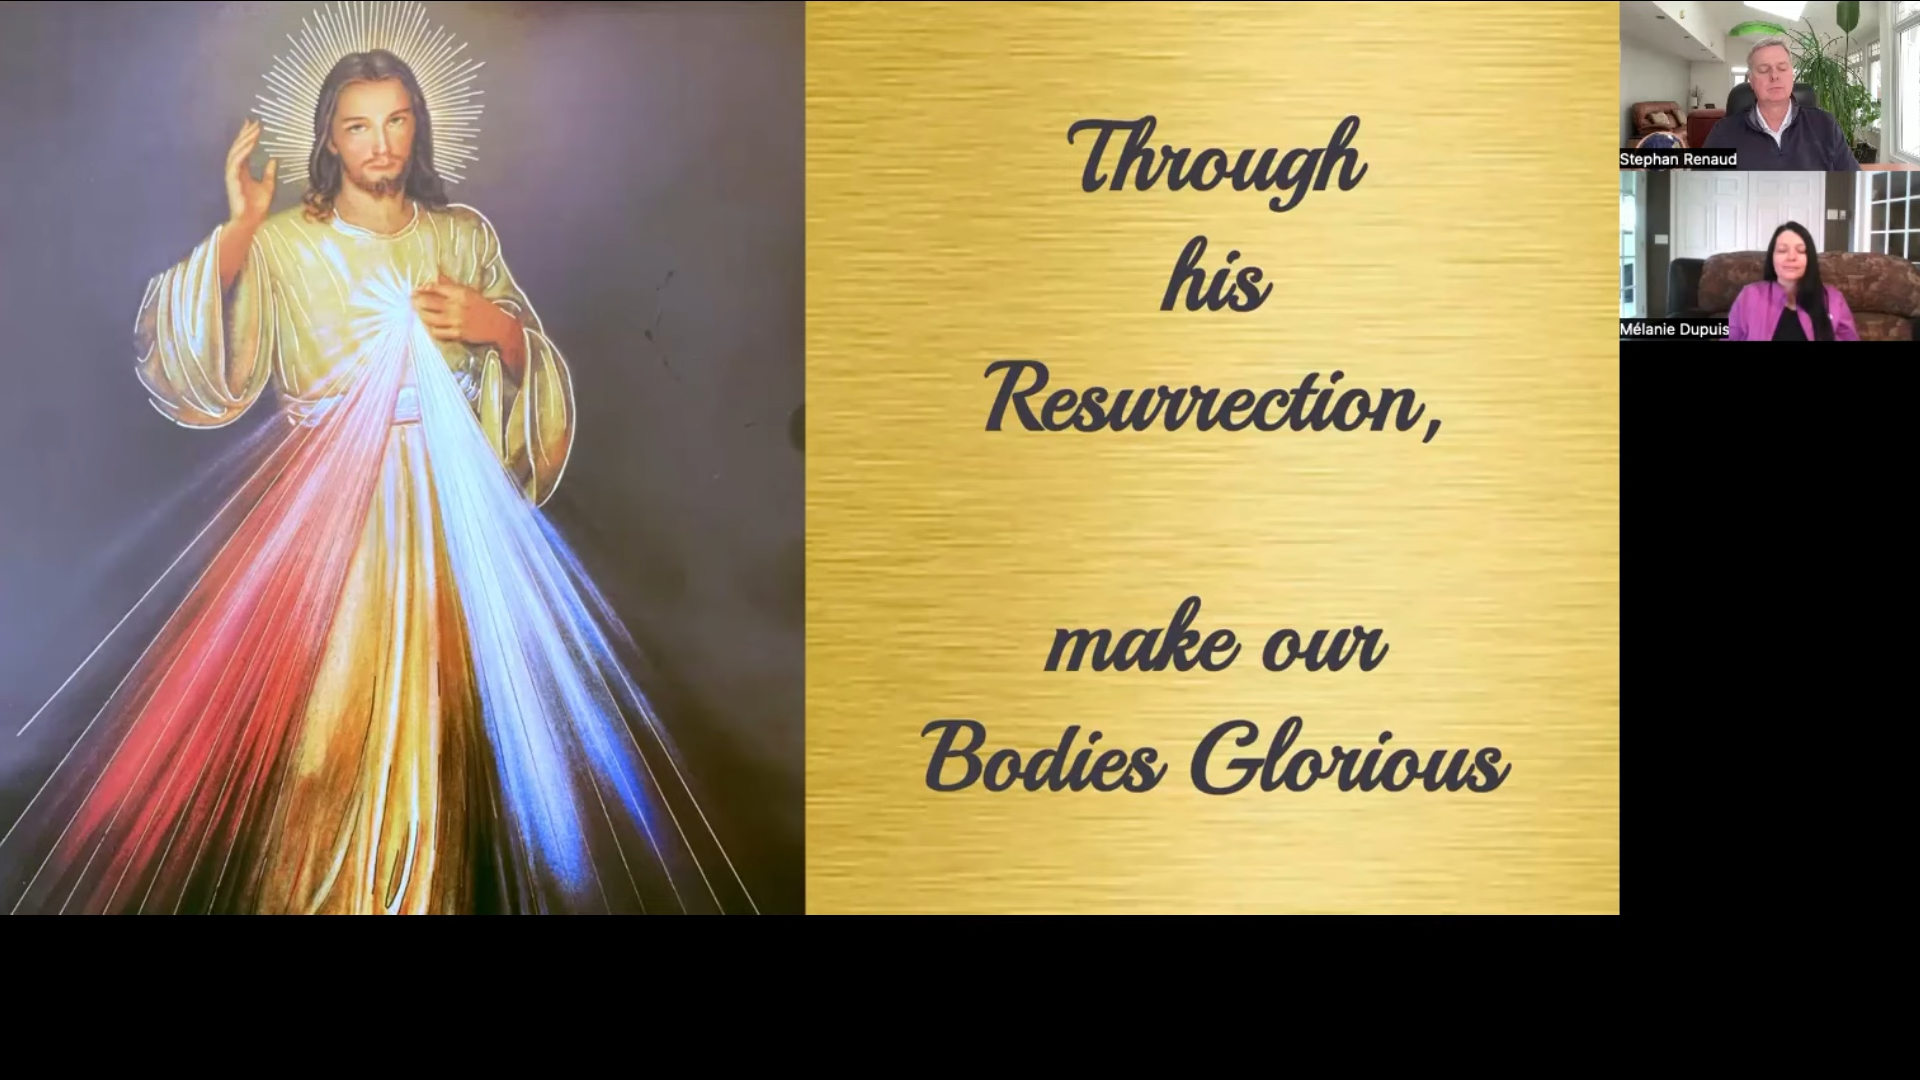 Through
his
Resurrection,
make our
Bodies Glorious
Stephan Renaud
Mélanie Dupuis